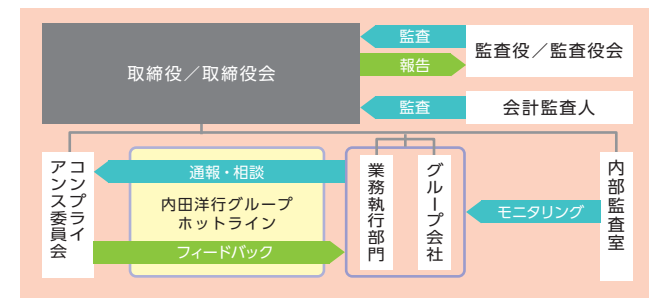 取締役／取締役会
監査
報告
監査役／監査役会
監査
会計監査人
コンプライ
アンス委員会
通報・相談
内田洋行グループ
ホットライン
フィードバック
業務執行部門
グループ会社
モニタリング
内部監査室